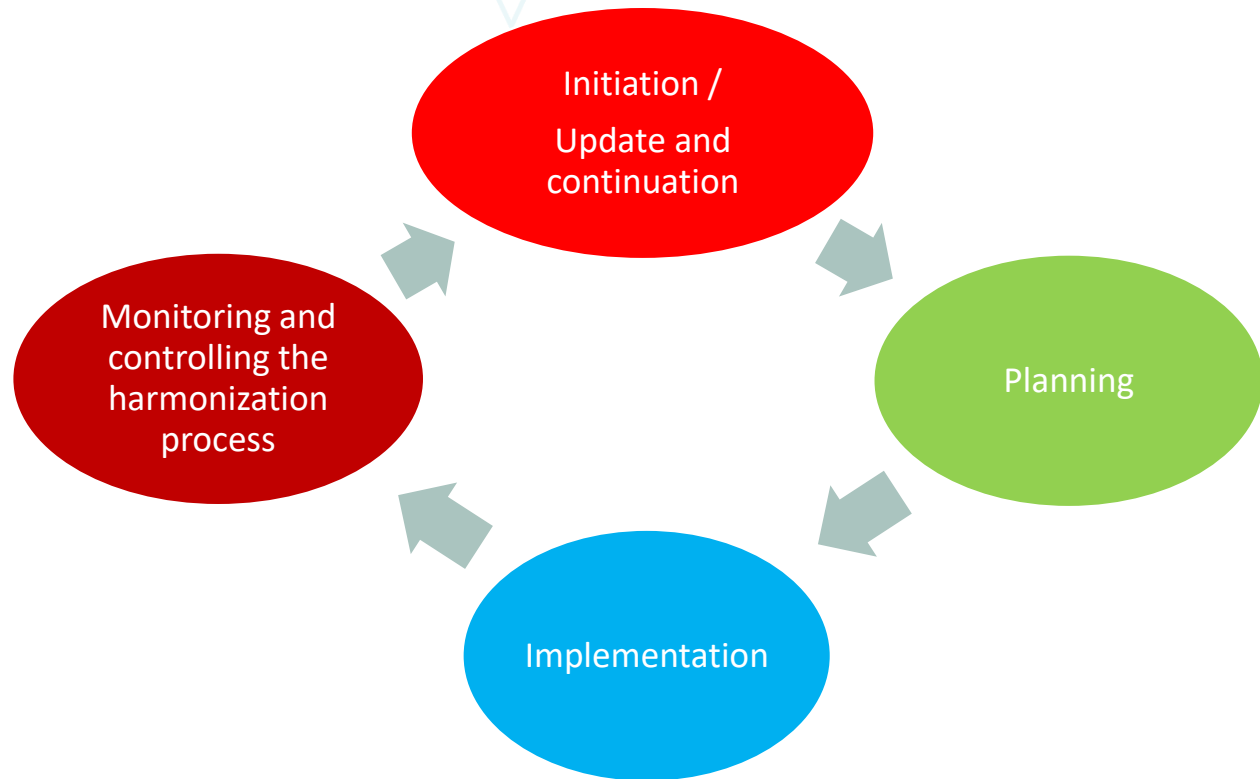 Initiation /
Update and
continuation
Planning
Implementation
Monitoring and
controlling the
harmonization
process